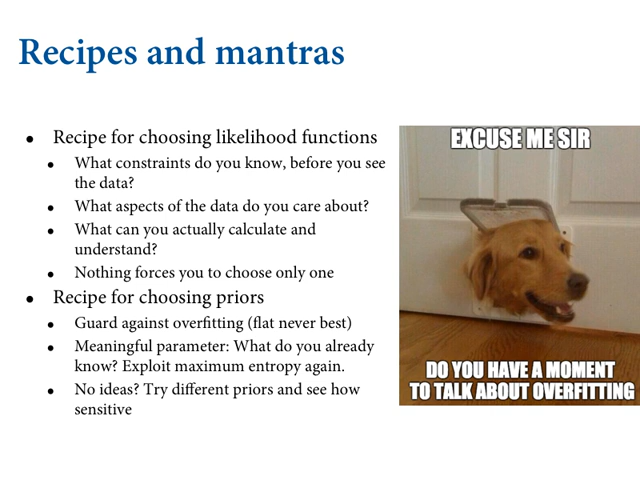 Recipes and mantras
• Recipe for choosing likelihood functions
• What constraints do you know, before you see
the data?
• What aspects of the data do you care about?
• What can you actually calculate and
understand?
• Nothing forces you to choose only one
• Recipe for choosing priors
• Guard against overfitting (flat never best)
• Meaningful parameter: What do you already
know? Exploit maximum entropy again.
• No ideas? Try different priors and see how
sensitive
EXCUSE ME SIR
DO YOU HAVE A MOMENT
TO TALK ABOUT OVERFITTING